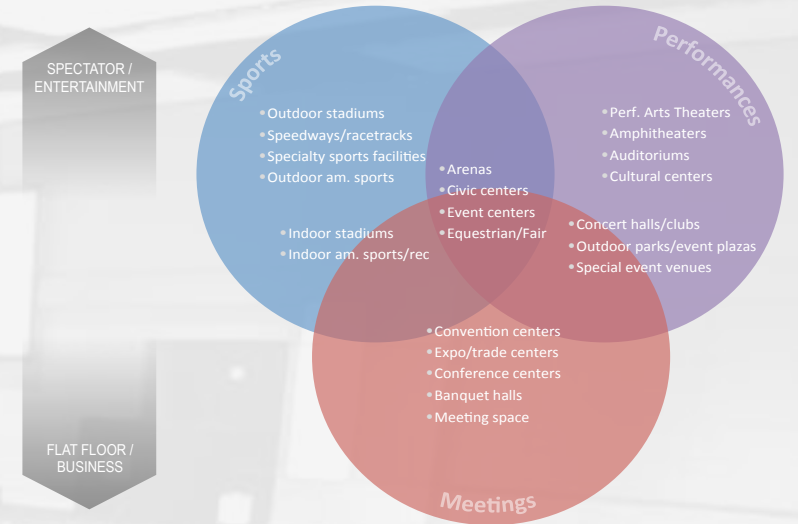 SPECTATOR /
ENTERTAINMENT
FLAT FLOOR /
BUSINESS
Sports
• Outdoor stadiums
• Speedways/racetracks
• Specialty sports facilities
• Outdoor am. sports
• Indoor stadiums
• Indoor am. sports/rec
• Arenas
• Civic centers
• Event centers
• Equestrian/Fair
Performances
• Perf. Arts Theaters
• Amphitheaters
• Auditoriums
• Cultural centers
• Concert halls/clubs
• Outdoor parks/event plazas
• Special event venues
• Convention centers
• Expo/trade centers
• Conference centers
• Banquet halls
• Meeting space
Meetings